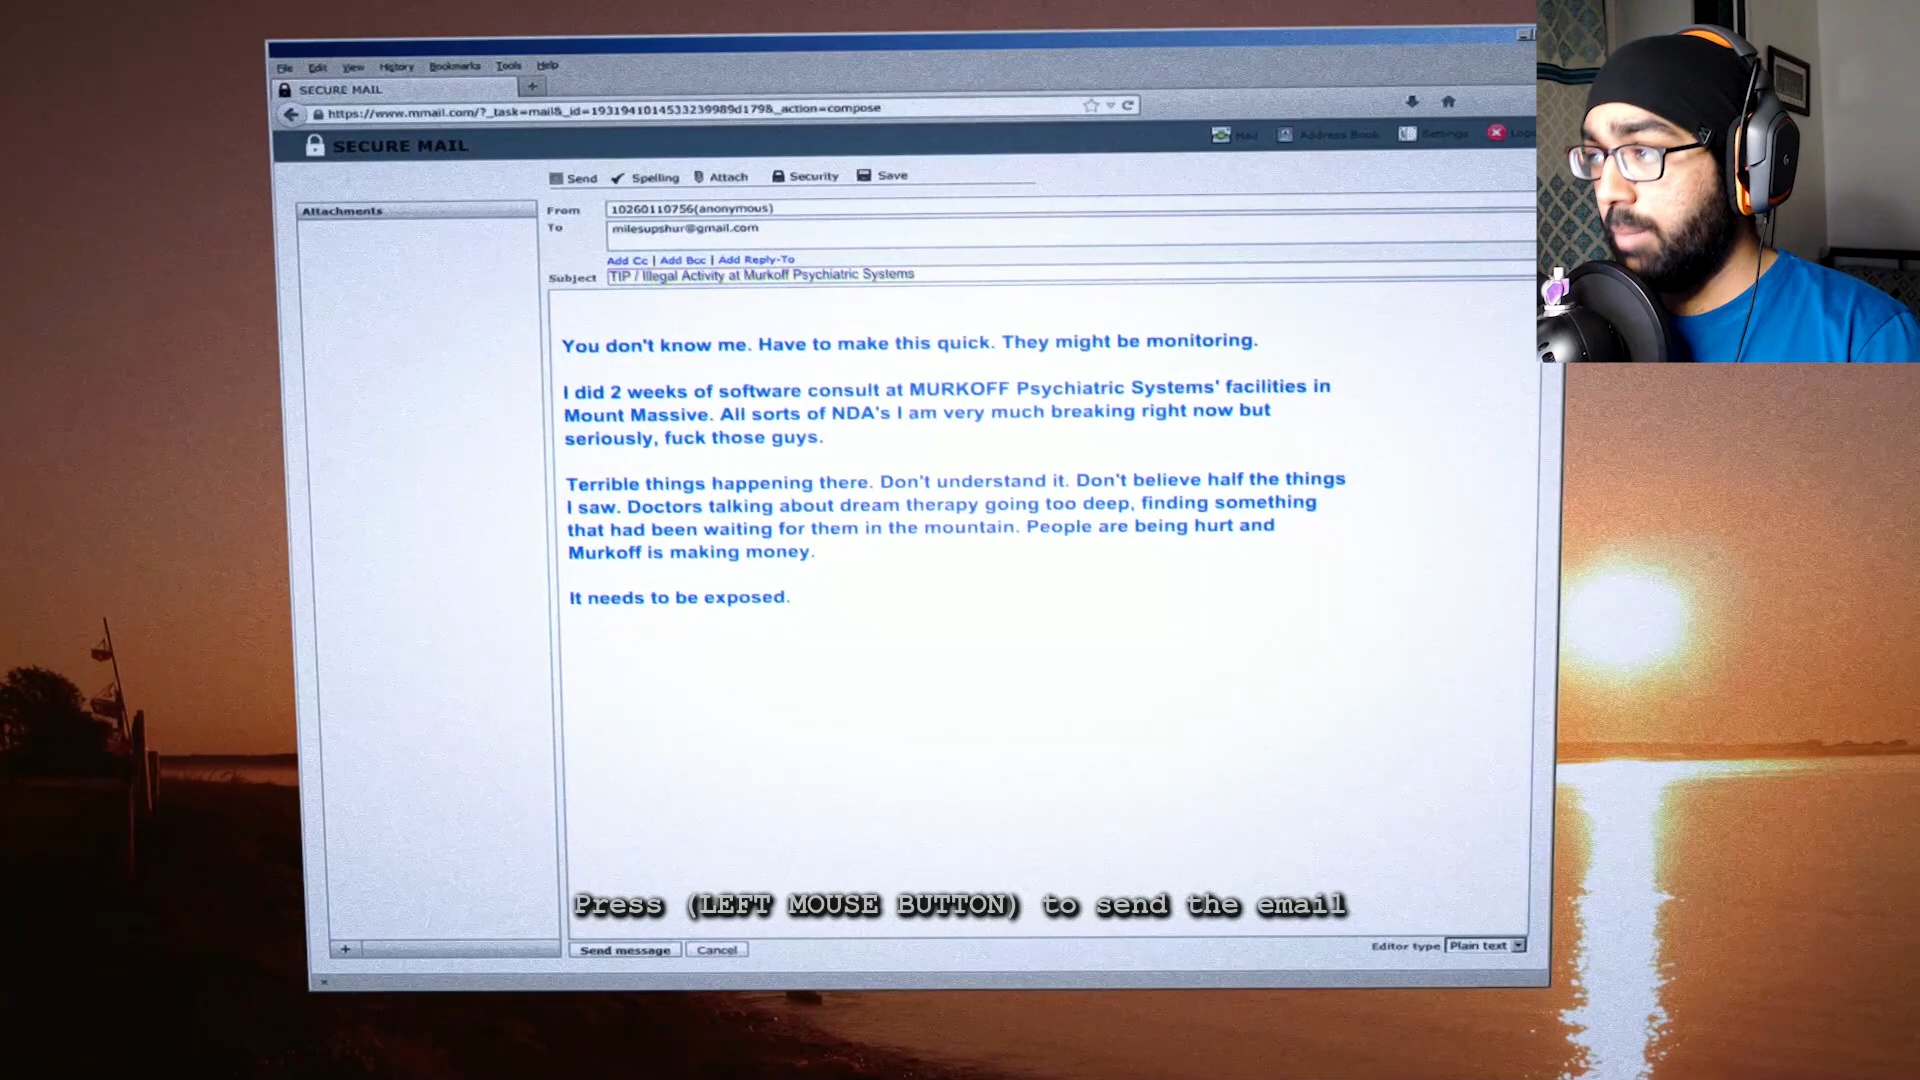 File Edit View History Bookmarks Tools Help
SECURE MAIL +
https://www.mmail.com/?_task=mail&_id=1931941014533239989d179&_action=compose
SECURE MAIL
Mail Address Book Settings
Send Spelling Attach Security Save
Attachments
From 10260110756(anonymous)
To milesupshur@gmail.com
Add Cc | Add Bcc | Add Reply-To
Subject TIP / Illegal Activity at Murkoff Psychiatric Systems
You don't know me. Have to make this quick. They might be monitoring.
I did 2 weeks of software consult at MURKOFF Psychiatric Systems' facilities in
Mount Massive. All sorts of NDA's I am very much breaking right now but
seriously, fuck those guys.
Terrible things happening there. Don't understand it. Don't believe half the things
I saw. Doctors talking about dream therapy going too deep, finding something
that had been waiting for them in the mountain. People are being hurt and
Murkoff is making money.
It needs to be exposed.
Press (LEFT MOUSE BUTTON) to send the email
+ Send message Cancel Editor type Plain text